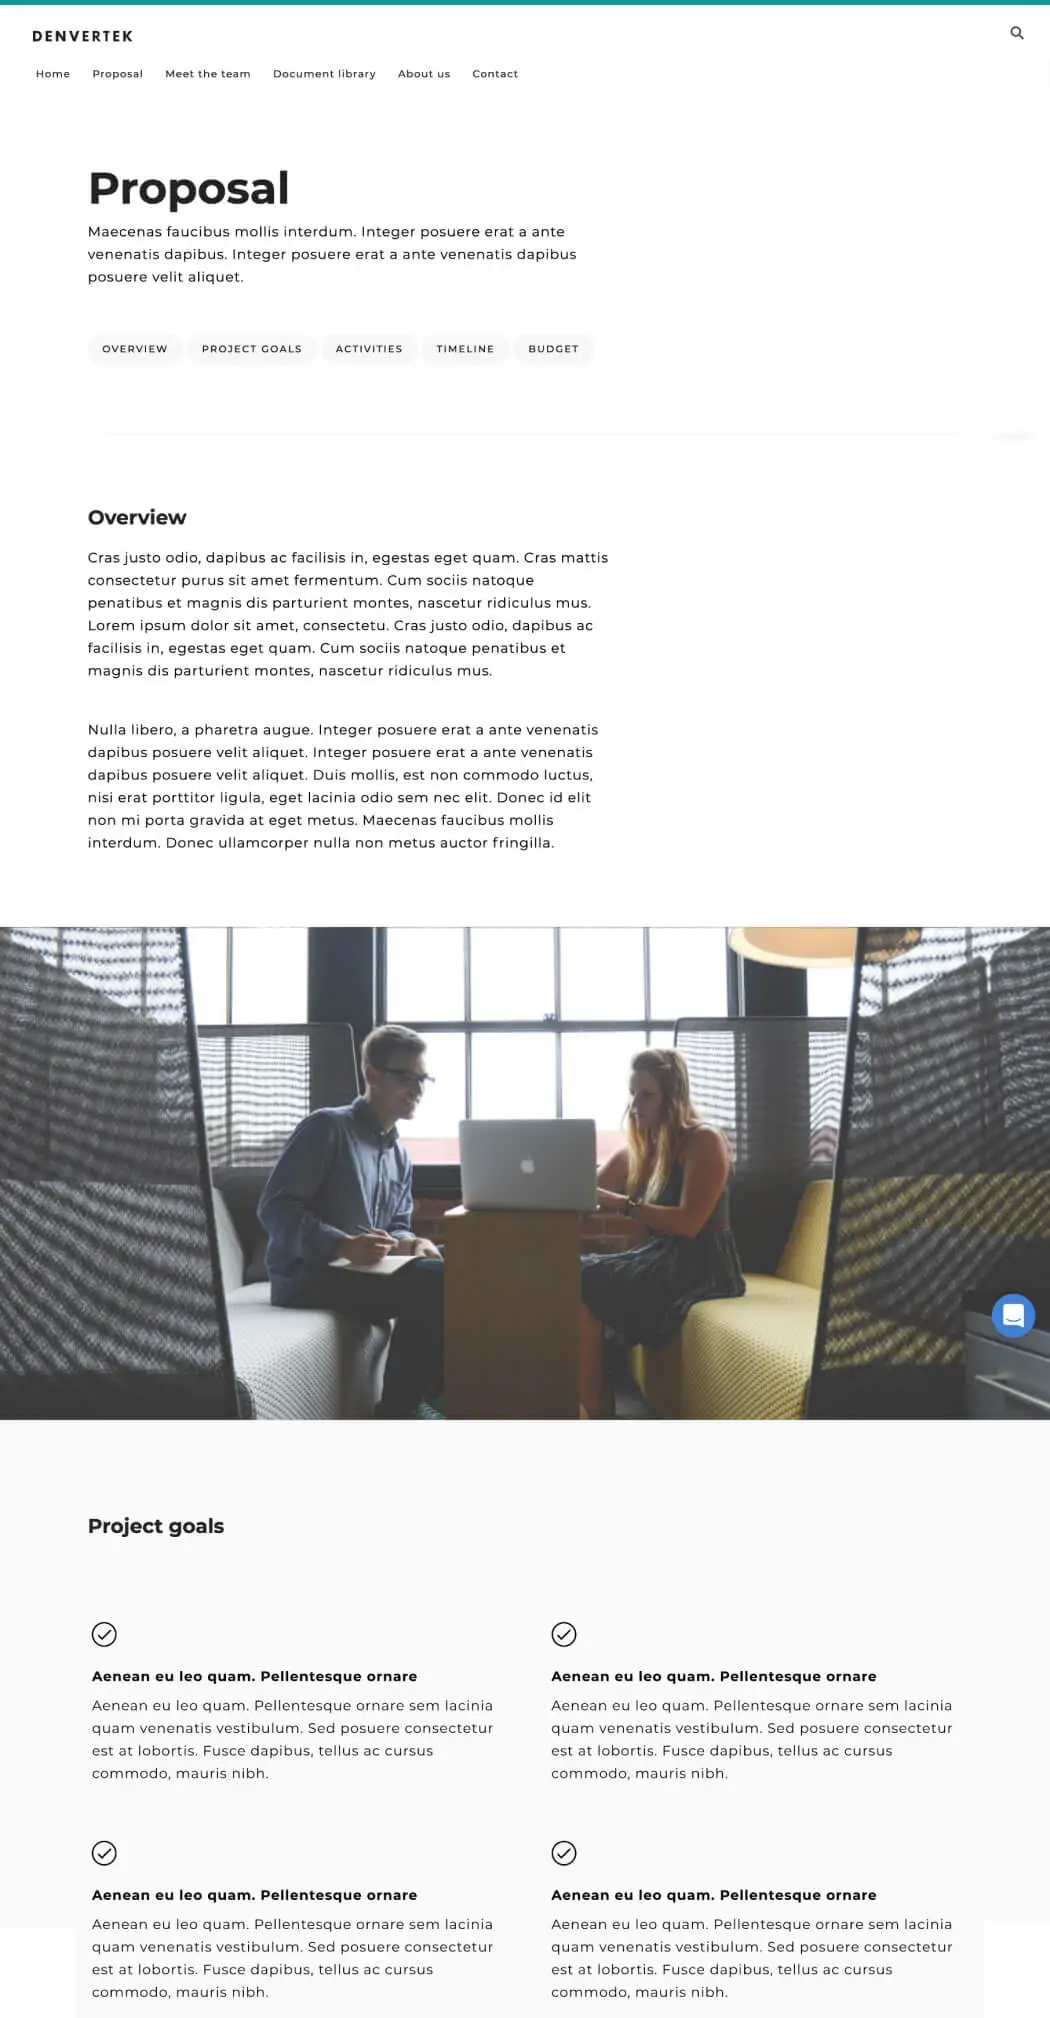 DENVERTEK
Home Proposal Meet the team Document library About us Contact
Proposal
Maecenas faucibus mollis interdum. Integer posuere erat a ante
venenatis dapibus. Integer posuere erat a ante venenatis dapibus
posuere velit aliquet.
OVERVIEW PROJECT GOALS ACTIVITIES TIMELINE BUDGET
Overview
Cras justo odio, dapibus ac facilisis in, egestas eget quam. Cras mattis
consectetur purus sit amet fermentum. Cum sociis natoque
penatibus et magnis dis parturient montes, nascetur ridiculus mus.
Lorem ipsum dolor sit amet, consectetu. Cras justo odio, dapibus ac
facilisis in, egestas eget quam. Cum sociis natoque penatibus et
magnis dis parturient montes, nascetur ridiculus mus.
Nulla libero, a pharetra augue. Integer posuere erat a ante venenatis
dapibus posuere velit aliquet. Integer posuere erat a ante venenatis
dapibus posuere velit aliquet. Duis mollis, est non commodo luctus,
nisi erat porttitor ligula, eget lacinia odio sem nec elit. Donec id elit
non mi porta gravida at eget metus. Maecenas faucibus mollis
interdum. Donec ullamcorper nulla non metus auctor fringilla.
Project goals
Aenean eu leo quam. Pellentesque ornare
Aenean eu leo quam. Pellentesque ornare sem lacinia
quam venenatis vestibulum. Sed posuere consectetur
est at lobortis. Fusce dapibus, tellus ac cursus
commodo, mauris nibh.
Aenean eu leo quam. Pellentesque ornare
Aenean eu leo quam. Pellentesque ornare sem lacinia
quam venenatis vestibulum. Sed posuere consectetur
est at lobortis. Fusce dapibus, tellus ac cursus
commodo, mauris nibh.
Aenean eu leo quam. Pellentesque ornare
Aenean eu leo quam. Pellentesque ornare sem lacinia
quam venenatis vestibulum. Sed posuere consectetur
est at lobortis. Fusce dapibus, tellus ac cursus
commodo, mauris nibh.
Aenean eu leo quam. Pellentesque ornare
Aenean eu leo quam. Pellentesque ornare sem lacinia
quam venenatis vestibulum. Sed posuere consectetur
est at lobortis. Fusce dapibus, tellus ac cursus
commodo, mauris nibh.